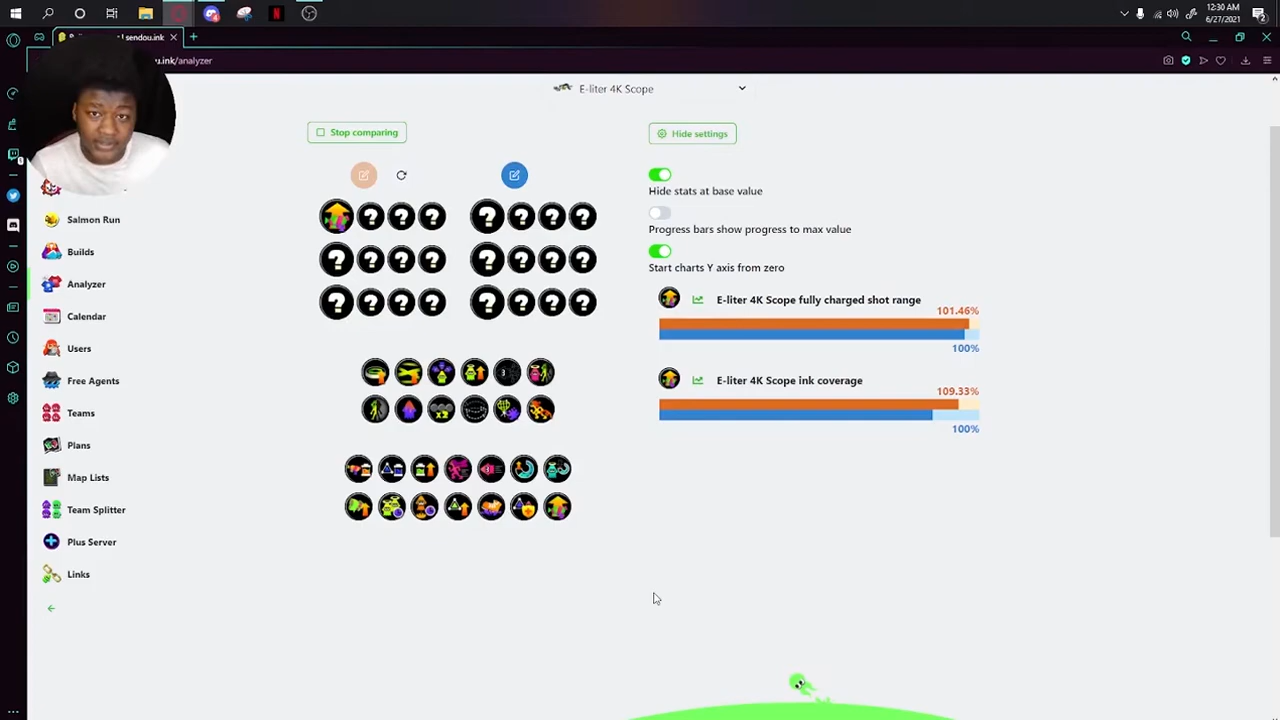 12:30 AM
6/27/2021
sendou.ink
u.ink/analyzer
E-liter 4K Scope
Stop comparing
Hide settings
Hide stats at base value
Progress bars show progress to max value
Start charts Y axis from zero
E-liter 4K Scope fully charged shot range
101.46%
100%
E-liter 4K Scope ink coverage
109.33%
100%
Salmon Run
Builds
Analyzer
Calendar
Users
Free Agents
Teams
Plans
Map Lists
Team Splitter
Plus Server
Links